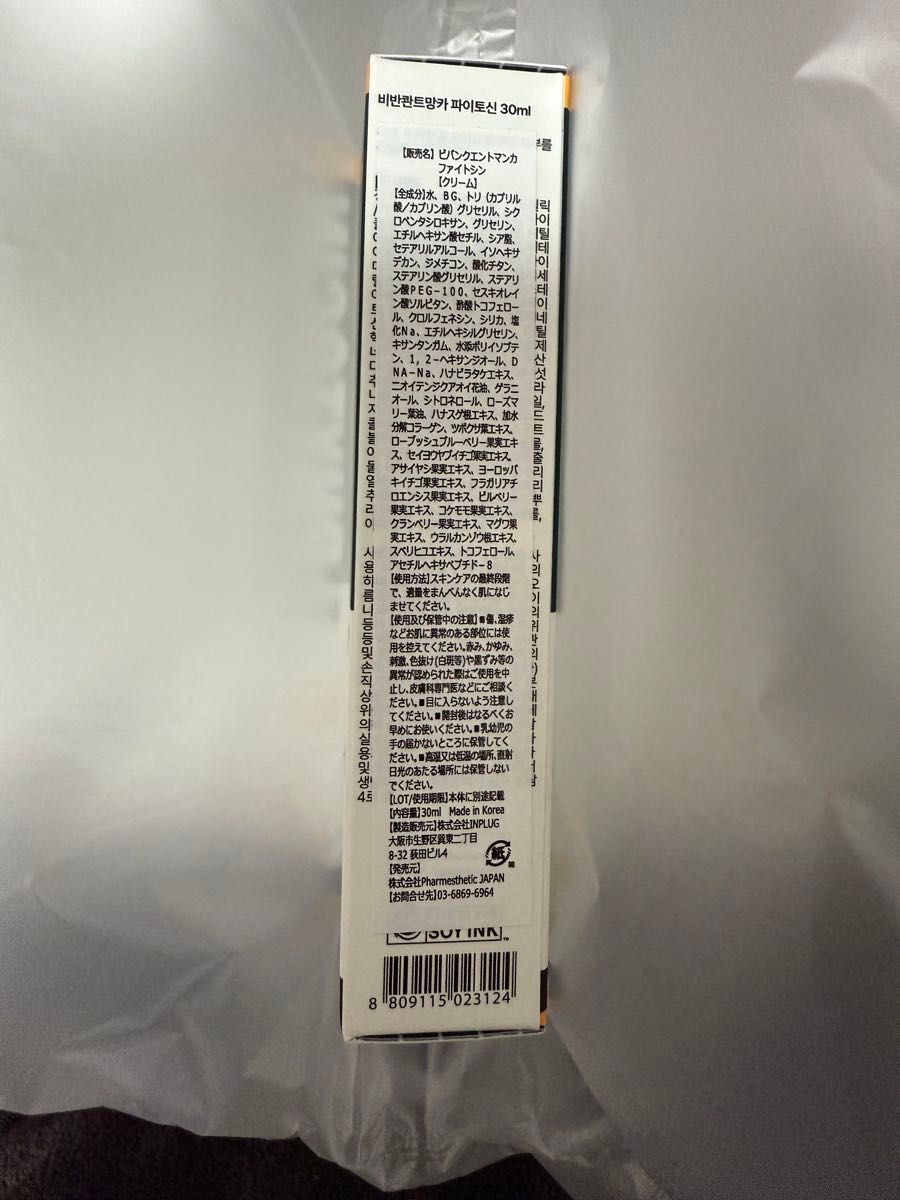 비반콴트망카 파이토신 30ml
【販売名】ビバンクエントマンカ
ファイトシン
【クリーム】
【全成分】水、BG、トリ（カプリル
酸／カプリン酸）グリセリル、シク
ロペンタシロキサン、グリセリン、
エチルヘキサン酸セチル、シア脂、
セテアリルアルコール、イソヘキサ
デカン、ジメチコン、酸化チタン、
ステアリン酸グリセリル、ステアリ
ン酸PEG-100、セスキオレイ
ン酸ソルビタン、酢酸トコフェロー
ル、クロルフェネシン、シリカ、塩
化Na、エチルヘキシルグリセリン、
キサンタンガム、水添ポリイソブテ
ン、1，2-ヘキサンジオール、D
NA-Na、ハナビラタケエキス、
ニオイテンジクアオイ花油、ゲラニ
オール、シトロネロール、ローズマ
リー葉油、ハナスゲ根エキス、加水
分解コラーゲン、ツボクサ葉エキス、
ローブッシュブルーベリー果実エキ
ス、セイヨウヤブイチゴ果実エキス、
アサイヤシ果実エキス、ヨーロッパ
キイチゴ果実エキス、フラガリアチ
ロエンシス果実エキス、ビルベリー
果実エキス、コケモモ果実エキス、
クランベリー果実エキス、マグワ果
実エキス、ウラルカンゾウ根エキス、
スベリヒユエキス、トコフェロール、
アセチルヘキサペプチド-8
【使用方法】スキンケアの最終段階
で、適量をまんべんなく肌になじ
ませてください。
【使用及び保管中の注意】■傷、湿疹
などお肌に異常のある部位には使
用を控えてください。赤み、かゆみ、
刺激、色抜け(白斑等)や黒ずみ等の
異常が認められた際はご使用を中
止し、皮膚科専門医などにご相談く
ださい。■目に入らないよう注意し
てください。■開封後はなるべくお
早めにお使いください。■乳幼児の
手の届かないところに保管してく
ださい。■高温又は低温の場所、直射
日光のあたる場所には保管しない
でください。
【LOT/使用期限】本体に別途記載
【内容量】30ml Made in Korea
【製造販売元】株式会社INPLUG
大阪市生野区巽東二丁目
8-32 荻田ビル4
紙
【発売元】
株式会社Pharmesthetic JAPAN
【お問合せ先】03-6869-6964
SOY INK
8 809115 023124